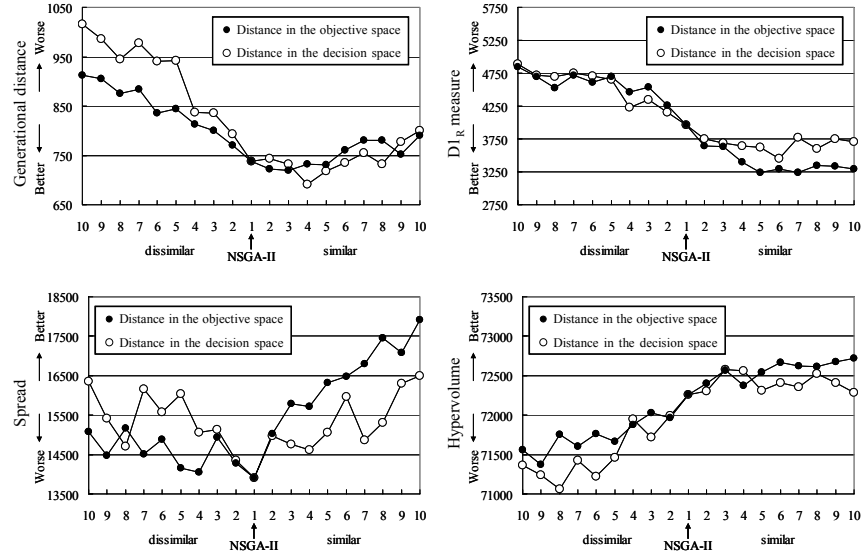 1050
950
850
750
650
Generational distance
Worse
Better
Distance in the objective space
Distance in the decision space
10 9 8 7 6 5 4 3 2 1 2 3 4 5 6 7 8 9 10
dissimilar
similar
NSGA-II
5750
5250
4750
4250
3750
3250
2750
D1R measure
Worse
Better
Distance in the objective space
Distance in the decision space
10 9 8 7 6 5 4 3 2 1 2 3 4 5 6 7 8 9 10
dissimilar
similar
NSGA-II
18500
17500
16500
15500
14500
13500
Spread
Better
Worse
Distance in the objective space
Distance in the decision space
10 9 8 7 6 5 4 3 2 1 2 3 4 5 6 7 8 9 10
dissimilar
similar
NSGA-II
73500
73000
72500
72000
71500
71000
Hypervolume
Better
Worse
Distance in the objective space
Distance in the decision space
10 9 8 7 6 5 4 3 2 1 2 3 4 5 6 7 8 9 10
dissimilar
similar
NSGA-II